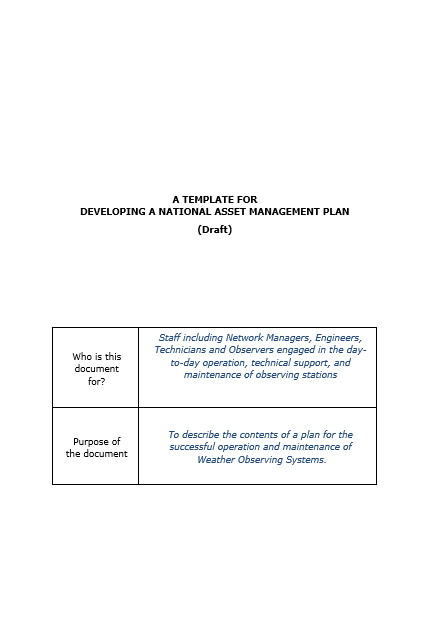 A TEMPLATE FOR
DEVELOPING A NATIONAL ASSET MANAGEMENT PLAN
(Draft)
Who is this
document
for?
Staff including Network Managers, Engineers,
Technicians and Observers engaged in the day-
to-day operation, technical support, and
maintenance of observing stations
Purpose of
the document
To describe the contents of a plan for the
successful operation and maintenance of
Weather Observing Systems.